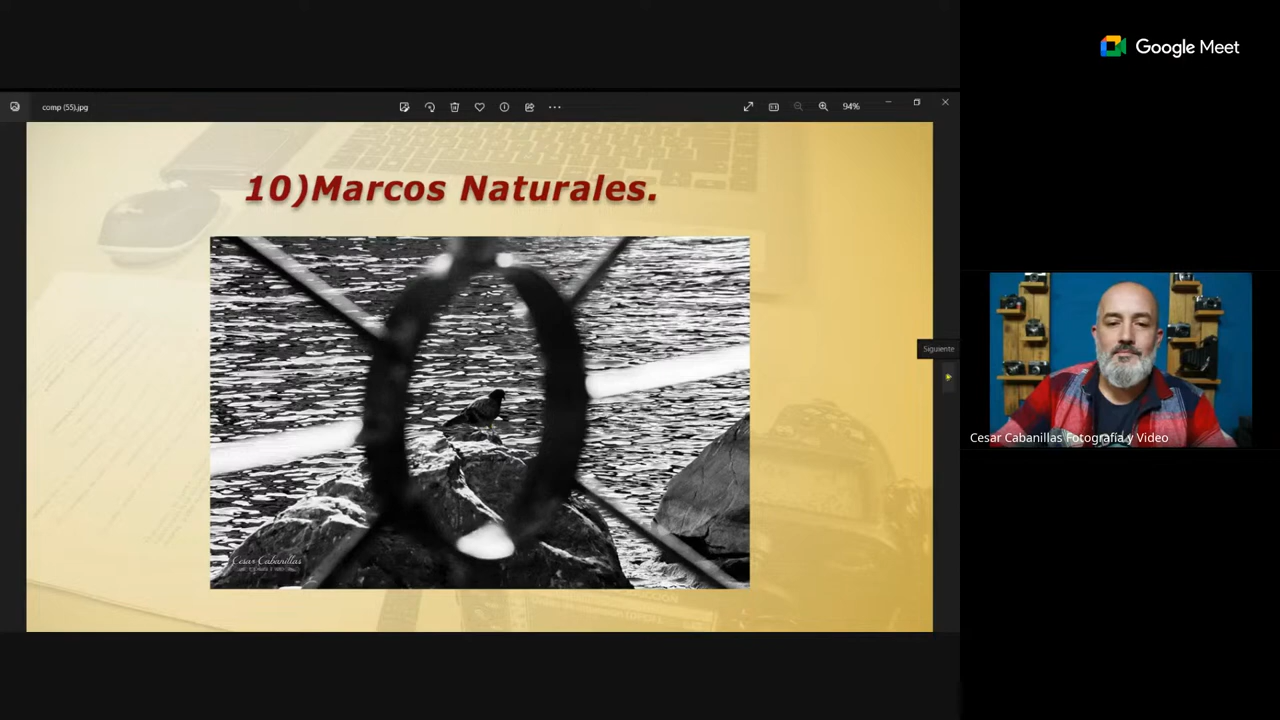 Google Meet
comp (55).jpg
94%
10)Marcos Naturales.
Siguiente
Cesar Cabanillas
Cesar Cabanillas Fotografía y Video